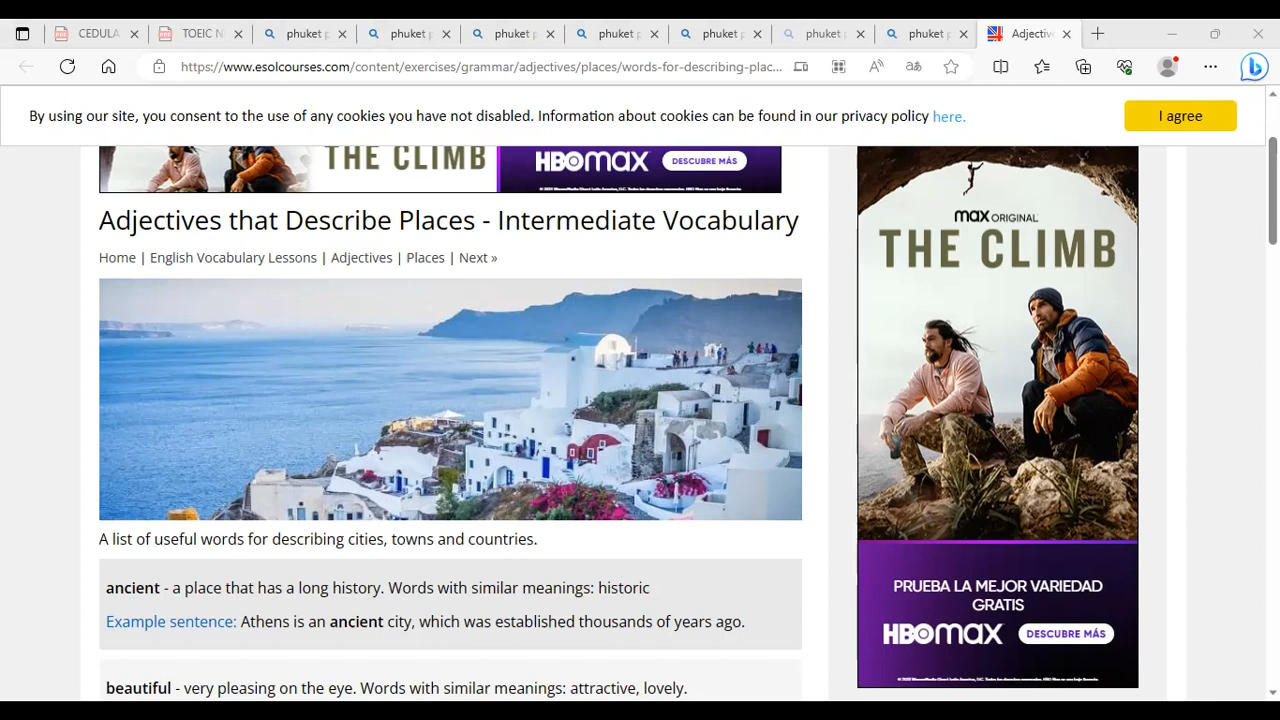 CEDULA
TOEIC N
phuket p
phuket p
phuket p
phuket p
phuket p
phuket p
phuket p
Adjective
https://www.esolcourses.com/content/exercises/grammar/adjectives/places/words-for-describing-plac...
By using our site, you consent to the use of any cookies you have not disabled. Information about cookies can be found in our privacy policy here.
I agree
THE CLIMB
HBOMAX
DESCUBRE MÁS
Adjectives that Describe Places - Intermediate Vocabulary
Home | English Vocabulary Lessons | Adjectives | Places | Next »
A list of useful words for describing cities, towns and countries.
ancient - a place that has a long history. Words with similar meanings: historic
Example sentence: Athens is an ancient city, which was established thousands of years ago.
beautiful - very pleasing on the eye. Words with similar meanings: attractive, lovely.
max ORIGINAL
THE CLIMB
PRUEBA LA MEJOR VARIEDAD
GRATIS
HBOMAX
DESCUBRE MÁS